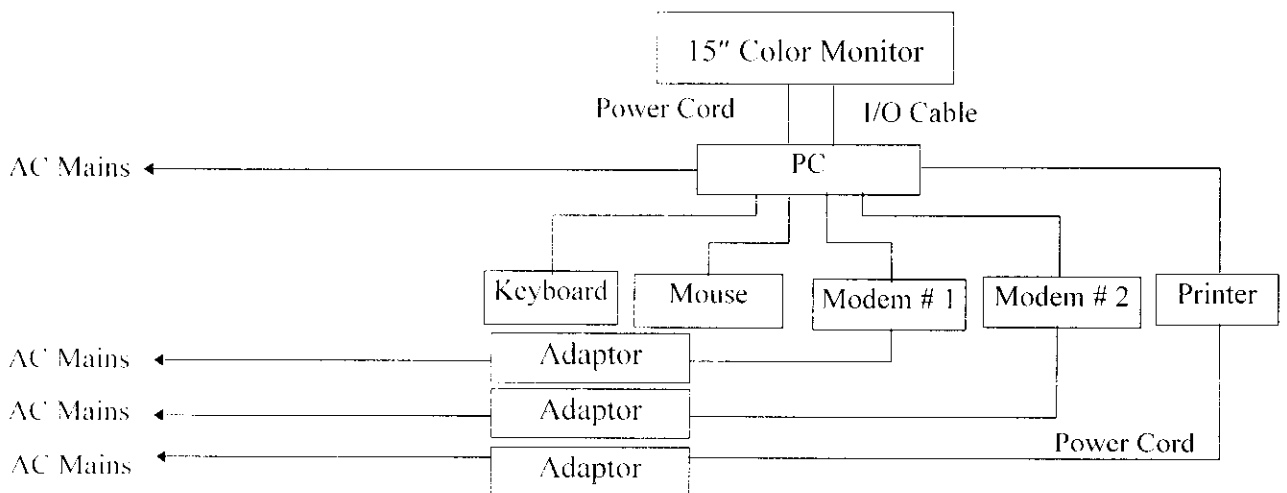 15" Color Monitor
Power Cord
I/O Cable
AC Mains
PC
Keyboard
Mouse
Modem # 1
Modem # 2
Printer
AC Mains
Adaptor
AC Mains
Adaptor
Power Cord
AC Mains
Adaptor